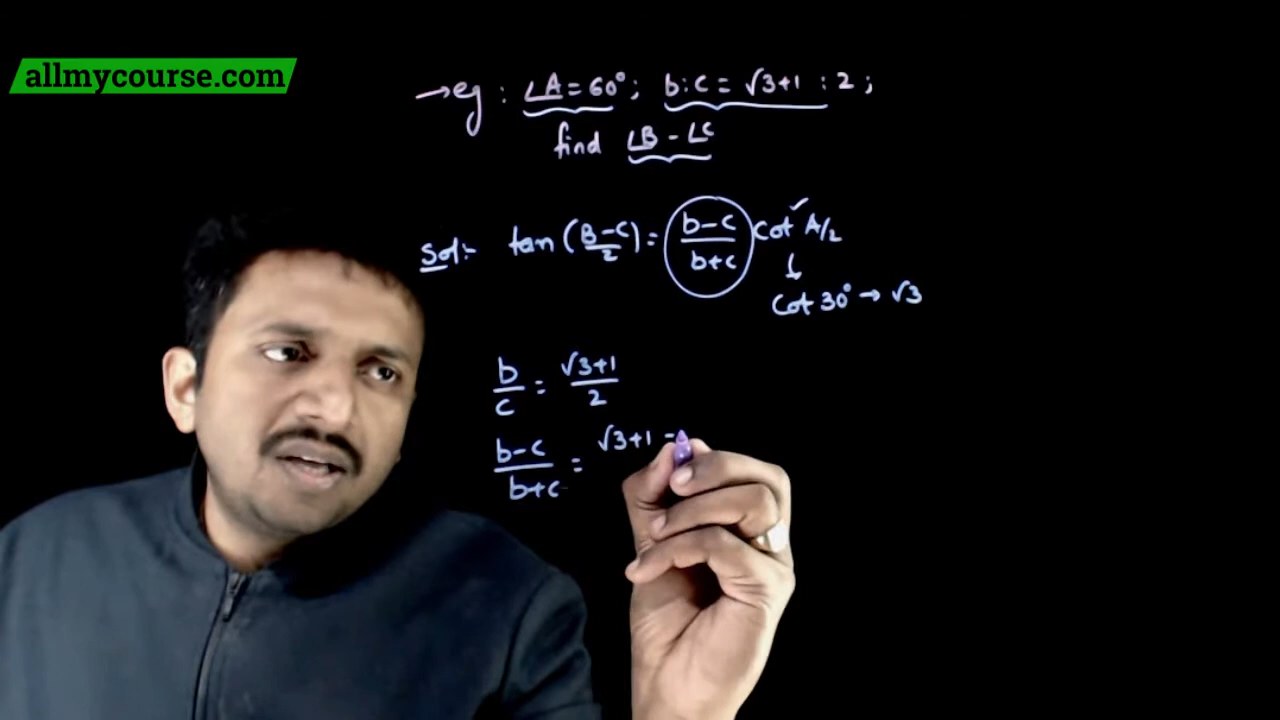 allmycourse.com
→ eg : ∠A = 60° ; b : c = √3+1 : 2 ;
find ∠B - ∠C
Sol:- tan (B-C/2) = b-c/b+c cot A/2
↓
Cot 30° → √3
b/c = √3+1/2
b-c/b+c = √3+1 -